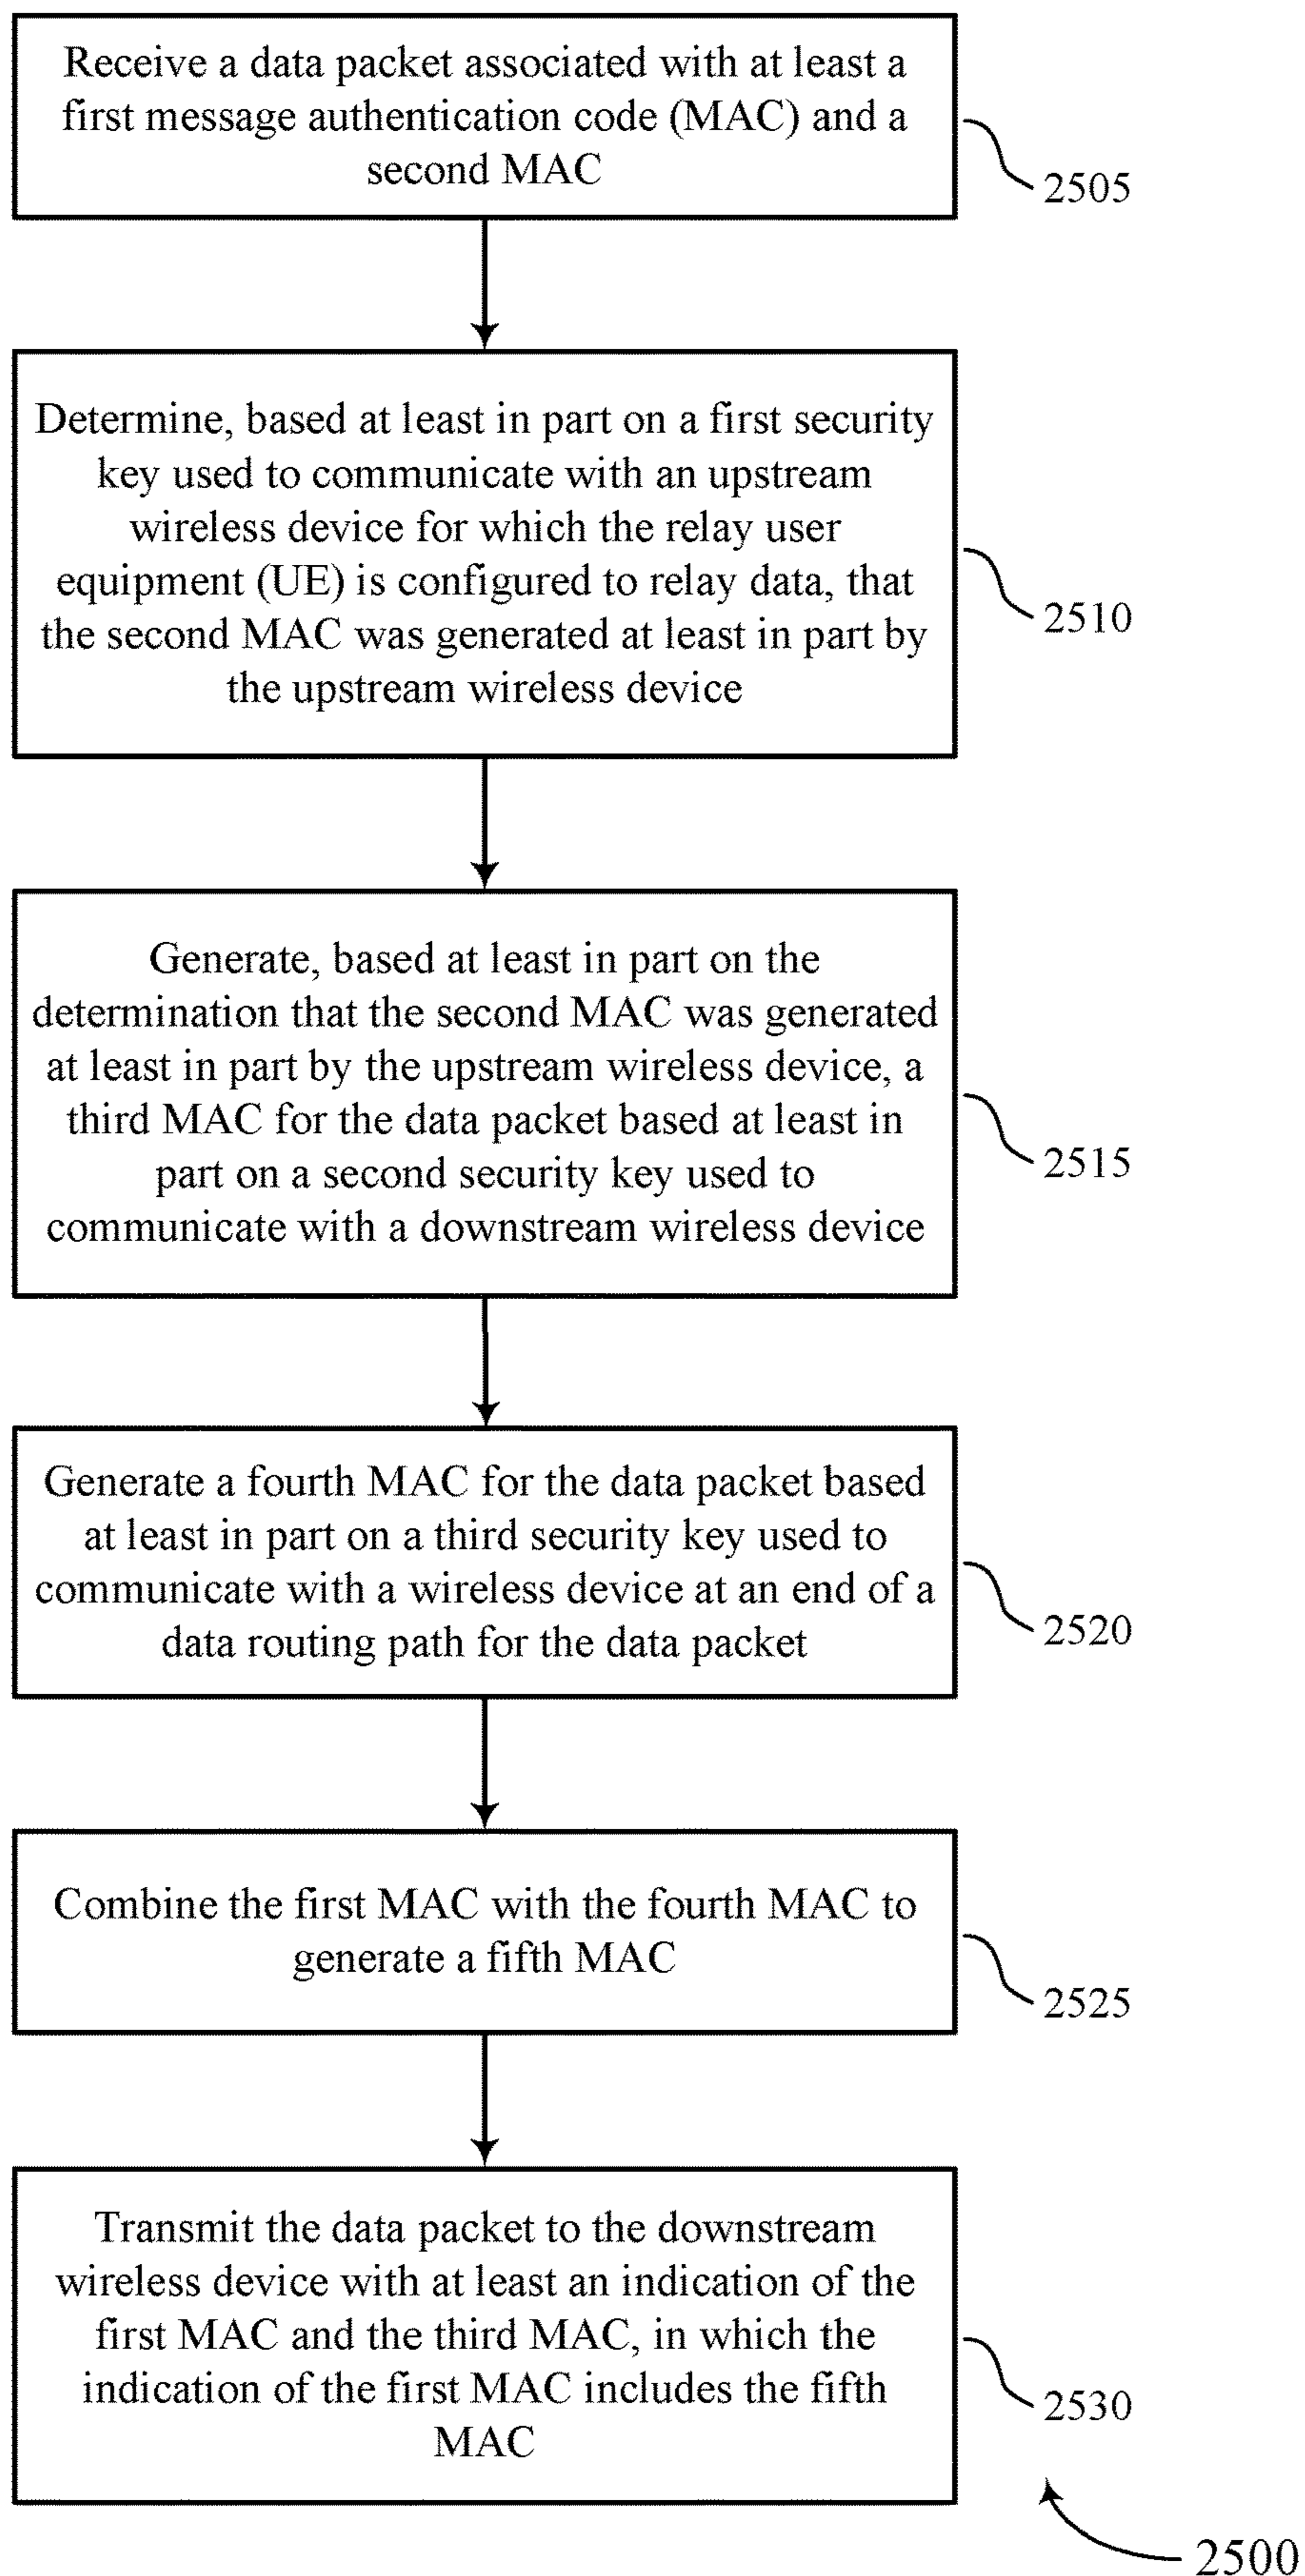 Receive a data packet associated with at least a
first message authentication code (MAC) and a
second MAC
2505
Determine, based at least in part on a first security
key used to communicate with an upstream
wireless device for which the relay user
equipment (UE) is configured to relay data, that
the second MAC was generated at least in part by
the upstream wireless device
2510
Generate, based at least in part on the
determination that the second MAC was generated
at least in part by the upstream wireless device, a
third MAC for the data packet based at least in
part on a second security key used to
communicate with a downstream wireless device
2515
Generate a fourth MAC for the data packet based
at least in part on a third security key used to
communicate with a wireless device at an end of a
data routing path for the data packet
2520
Combine the first MAC with the fourth MAC to
generate a fifth MAC
2525
Transmit the data packet to the downstream
wireless device with at least an indication of the
first MAC and the third MAC, in which the
indication of the first MAC includes the fifth
MAC
2530
2500